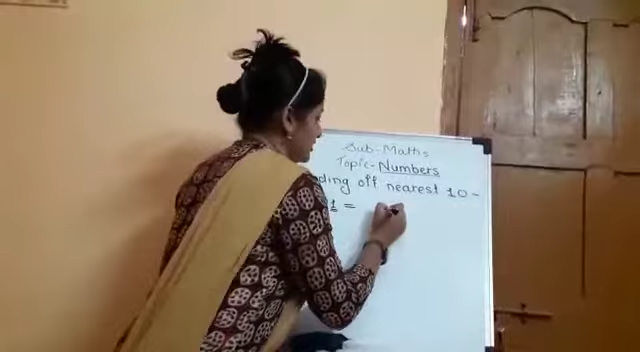 Sub-Maths
Topic-Numbers
ding off nearest 10-
1 =